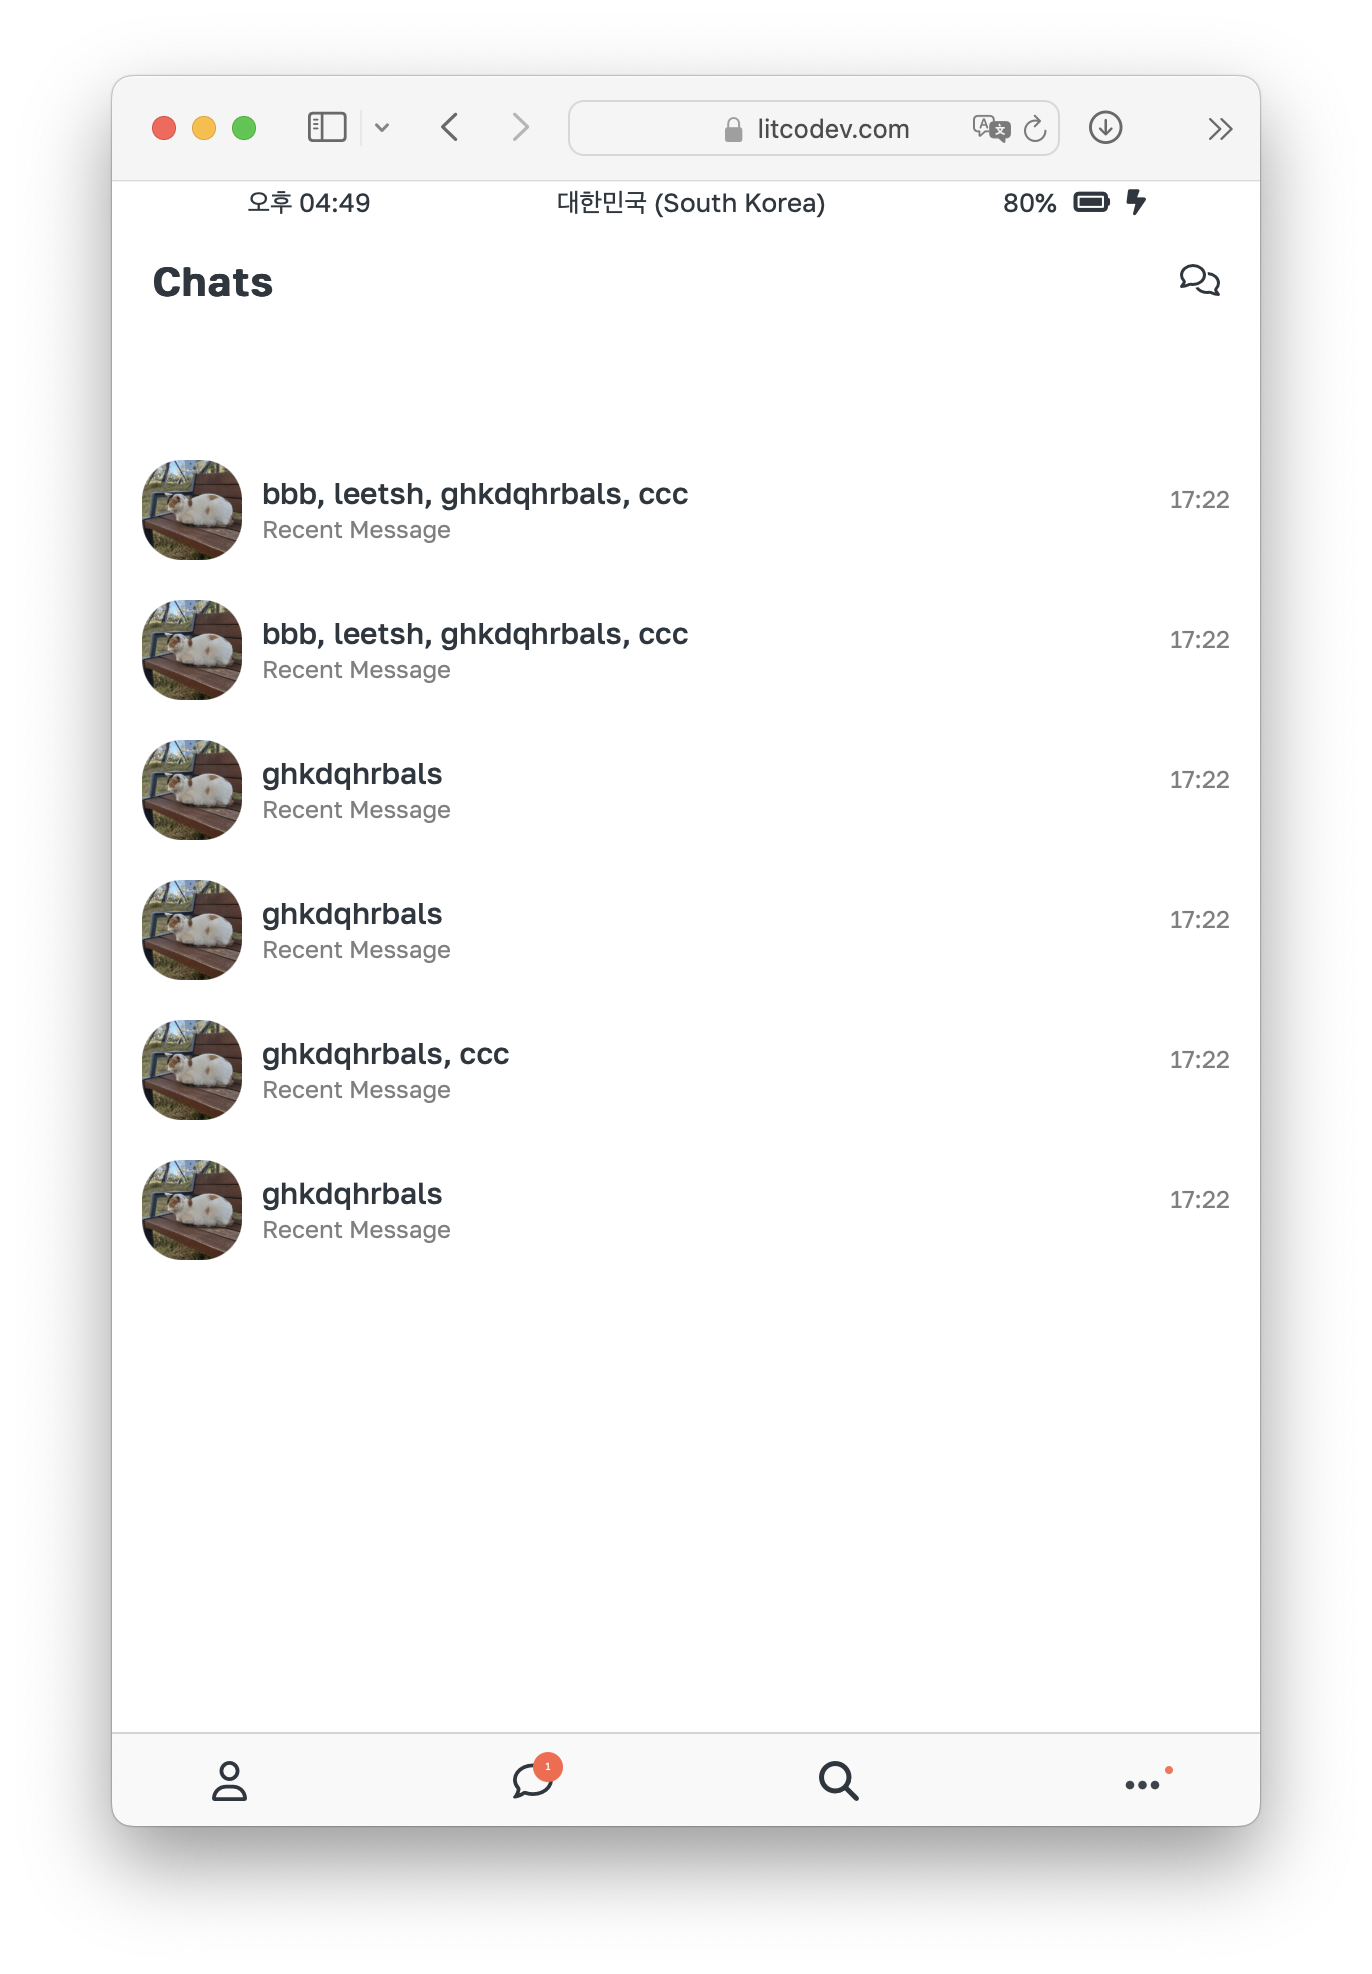 litcodev.com
오후 04:49 대한민국 (South Korea) 80%
Chats
bbb, leetsh, ghkdqhrbals, ccc 17:22
Recent Message
bbb, leetsh, ghkdqhrbals, ccc 17:22
Recent Message
ghkdqhrbals 17:22
Recent Message
ghkdqhrbals 17:22
Recent Message
ghkdqhrbals, ccc 17:22
Recent Message
ghkdqhrbals 17:22
Recent Message
1